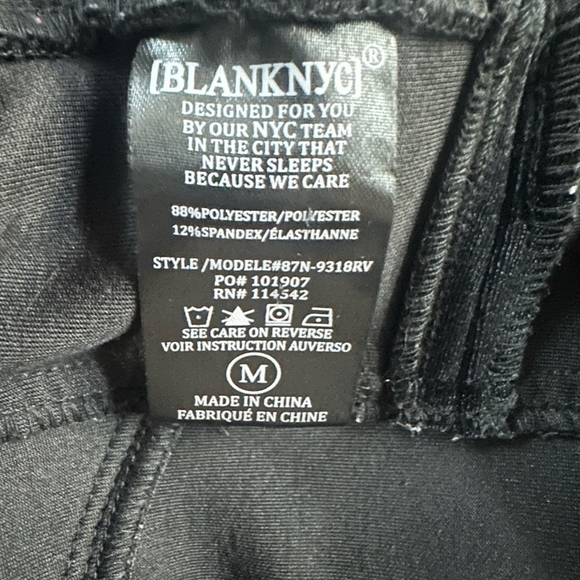 [BLANKNYC]®
DESIGNED FOR YOU
BY OUR NYC TEAM
IN THE CITY THAT
NEVER SLEEPS
BECAUSE WE CARE
88%POLYESTER/POLYESTER
12%SPANDEX/ÉLASTHANNE
STYLE /MODELE#87N-9318RV
PO# 101907
RN# 114542
SEE CARE ON REVERSE
VOIR INSTRUCTION AUVERSO
M
MADE IN CHINA
FABRIQUÉ EN CHINE